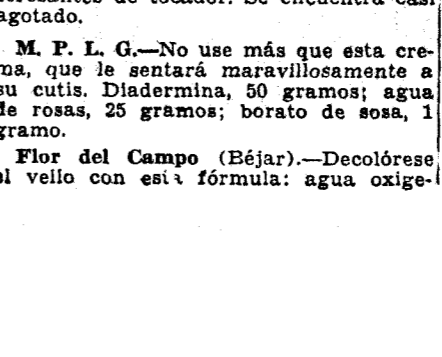 agotado.
M. P. L. G.—No use más que esta cre-
ma, que le sentará maravillosamente a
su cutis. Diadermina, 50 gramos; agua
de rosas, 25 gramos; borato de sosa, 1
gramo.
Flor del Campo (Béjar).—Decolórese
el vello con esta fórmula: agua oxige-